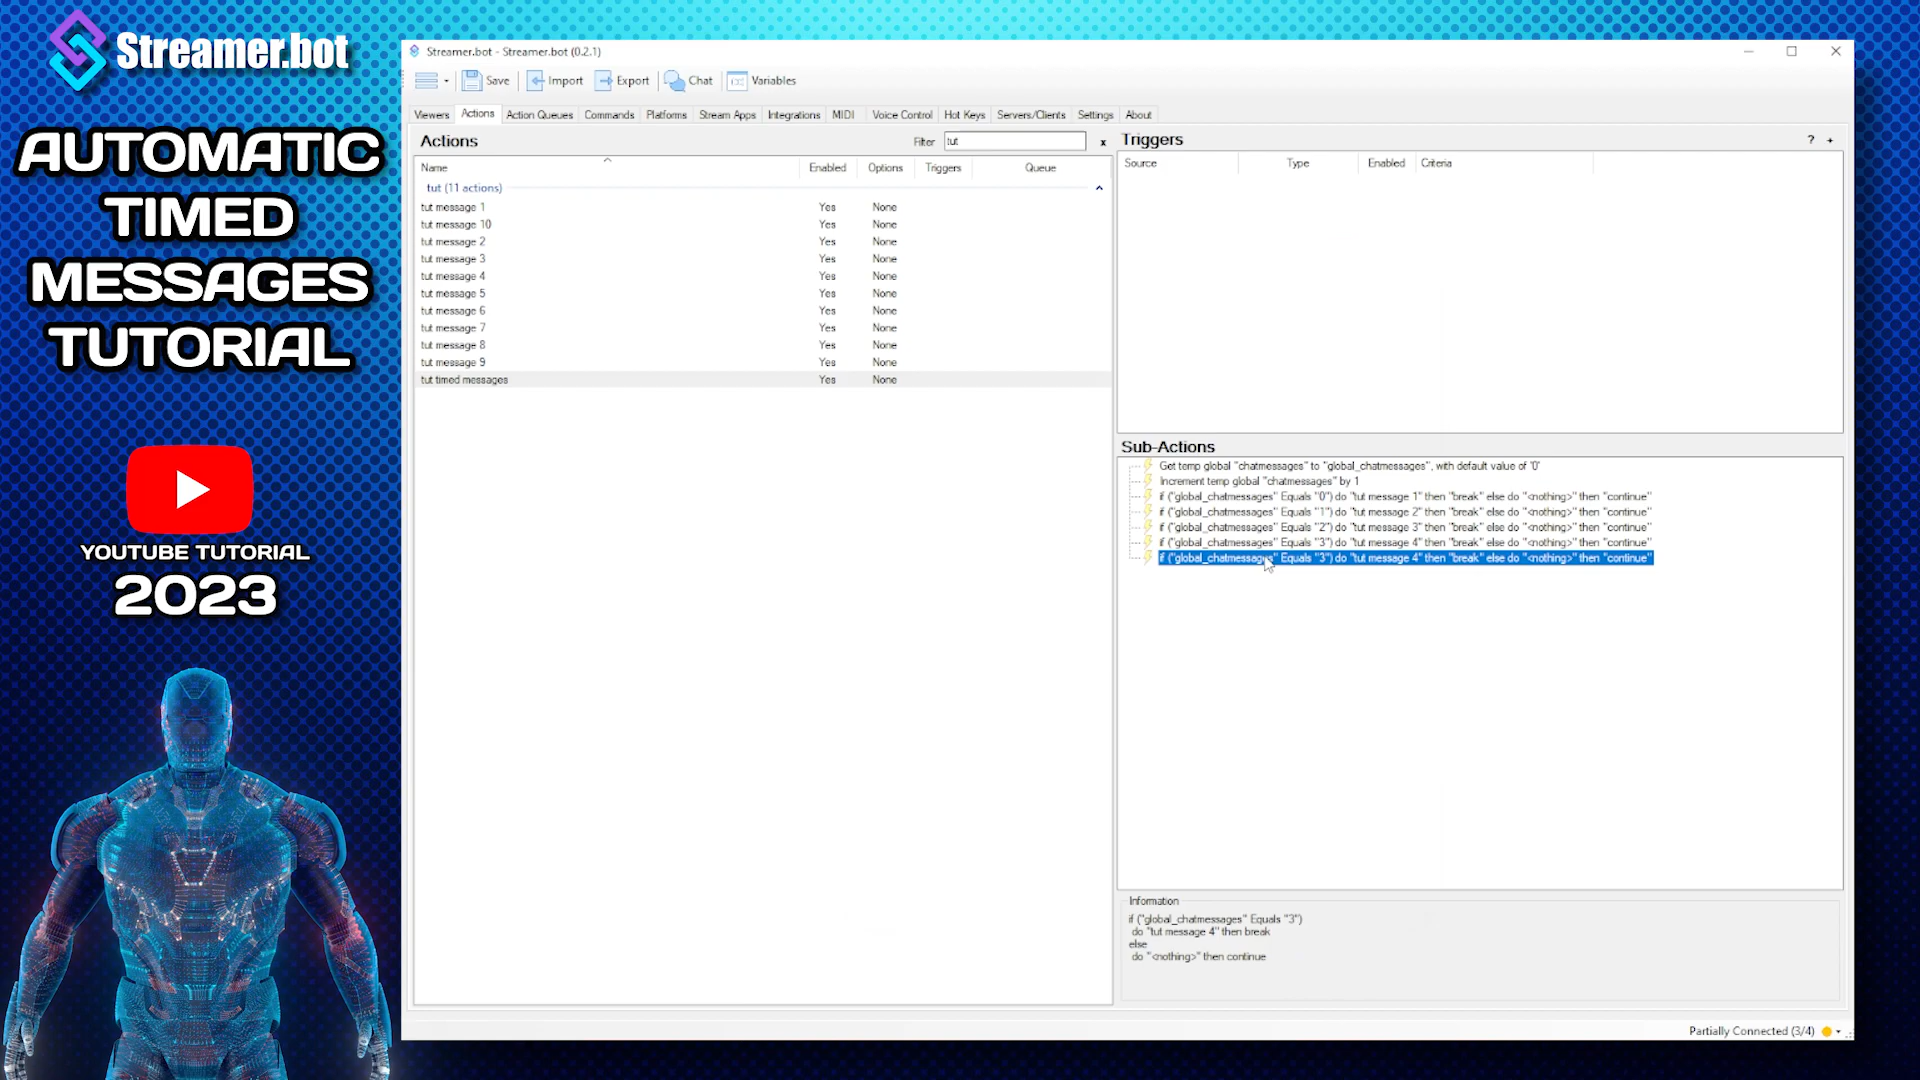 Streamer.bot
AUTOMATIC
TIMED
MESSAGES
TUTORIAL
YOUTUBE TUTORIAL
2023
Streamer.bot - Streamer.bot (0.2.1)
Save Import Export Chat Variables
Viewers Actions Action Queues Commands Platforms Stream Apps Integrations MIDI Voice Control Hot Keys Servers/Clients Settings About
Actions Filter tut x
Name Enabled Options Triggers Queue
tut (11 actions)
tut message 1 Yes None
tut message 10 Yes None
tut message 2 Yes None
tut message 3 Yes None
tut message 4 Yes None
tut message 5 Yes None
tut message 6 Yes None
tut message 7 Yes None
tut message 8 Yes None
tut message 9 Yes None
tut timed messages Yes None
Triggers ? +
Source Type Enabled Criteria
Sub-Actions
Get temp global "chatmessages" to "global_chatmessages", with default value of '0'
Increment temp global "chatmessages" by 1
if ("global_chatmessages" Equals "0") do "tut message 1" then "break" else do "<nothing>" then "continue"
if ("global_chatmessages" Equals "1") do "tut message 2" then "break" else do "<nothing>" then "continue"
if ("global_chatmessages" Equals "2") do "tut message 3" then "break" else do "<nothing>" then "continue"
if ("global_chatmessages" Equals "3") do "tut message 4" then "break" else do "<nothing>" then "continue"
if ("global_chatmessages" Equals "3") do "tut message 4" then "break" else do "<nothing>" then "continue"
Information
if ("global_chatmessages" Equals "3")
do "tut message 4" then break
else
do "<nothing>" then continue
Partially Connected (3/4)